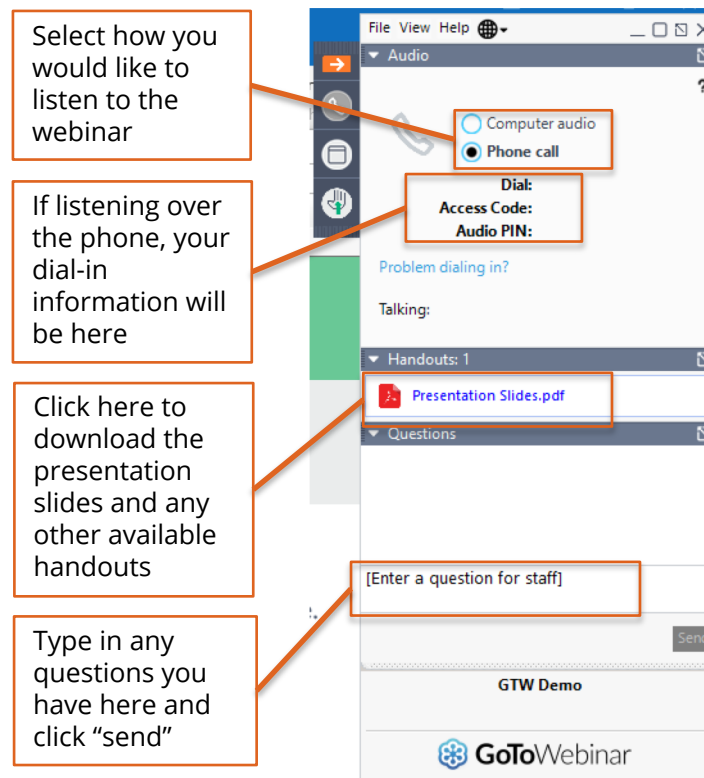 Select how you
would like to
listen to the
webinar
If listening over
the phone, your
dial-in
information will
be here
Click here to
download the
presentation
slides and any
other available
handouts
Type in any
questions you
have here and
click “send”
File View Help
Audio
?
Computer audio
Phone call
Dial:
Access Code:
Audio PIN:
Problem dialing in?
Talking:
Handouts: 1
Presentation Slides.pdf
Questions
[Enter a question for staff]
Send
GTW Demo
GoToWebinar